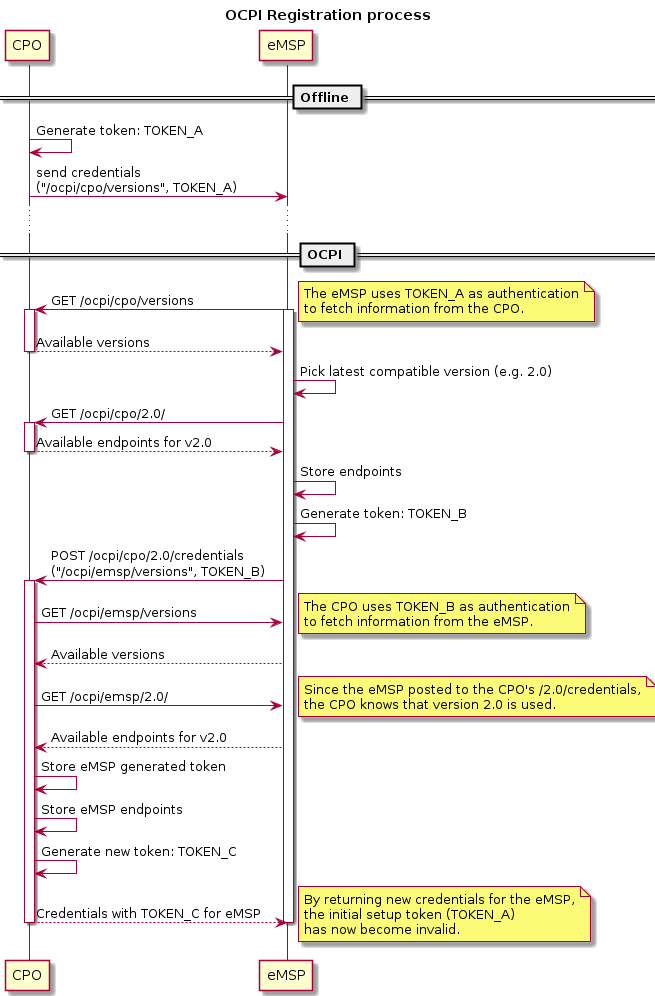 OCPI Registration process
CPO
eMSP
Offline
Generate token: TOKEN_A
send credentials
("/ocpi/cpo/versions", TOKEN_A)
OCPI
GET /ocpi/cpo/versions
The eMSP uses TOKEN_A as authentication
to fetch information from the CPO.
Available versions
Pick latest compatible version (e.g. 2.0)
GET /ocpi/cpo/2.0/
Available endpoints for v2.0
Store endpoints
Generate token: TOKEN_B
POST /ocpi/cpo/2.0/credentials
("/ocpi/emsp/versions", TOKEN_B)
GET /ocpi/emsp/versions
The CPO uses TOKEN_B as authentication
to fetch information from the eMSP.
Available versions
GET /ocpi/emsp/2.0/
Since the eMSP posted to the CPO's /2.0/credentials,
the CPO knows that version 2.0 is used.
Available endpoints for v2.0
Store eMSP generated token
Store eMSP endpoints
Generate new token: TOKEN_C
Credentials with TOKEN_C for eMSP
By returning new credentials for the eMSP,
the initial setup token (TOKEN_A)
has now become invalid.
CPO
eMSP